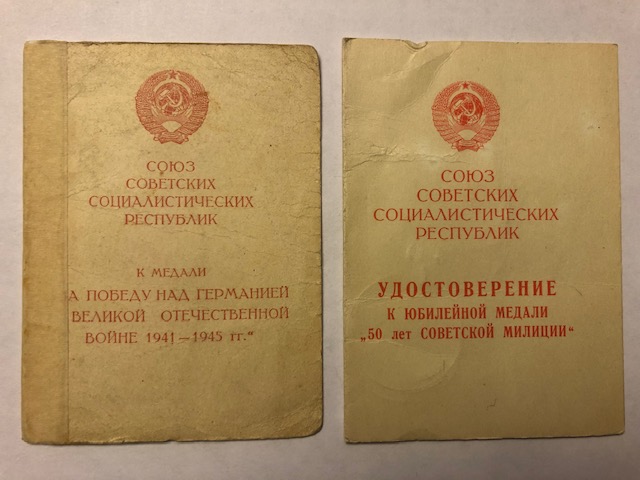 СОЮЗ
СОВЕТСКИХ
СОЦИАЛИСТИЧЕСКИХ
РЕСПУБЛИК
К МЕДАЛИ
А ПОБЕДУ НАД ГЕРМАНИЕЙ
ВЕЛИКОЙ ОТЕЧЕСТВЕННОЙ
ВОЙНЕ 1941—1945 гг."
СОЮЗ
СОВЕТСКИХ
СОЦИАЛИСТИЧЕСКИХ
РЕСПУБЛИК
УДОСТОВЕРЕНИЕ
К ЮБИЛЕЙНОЙ МЕДАЛИ
„50 лет СОВЕТСКОЙ МИЛИЦИИ“